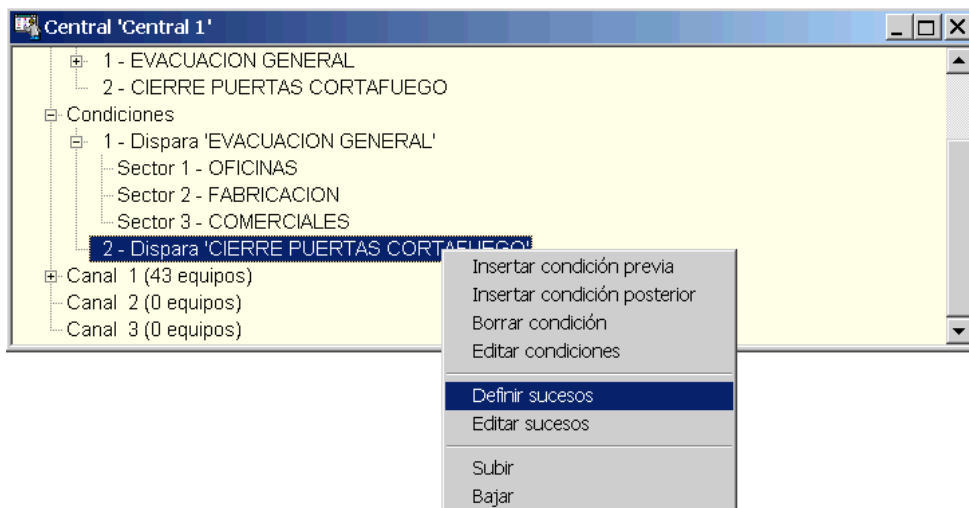 Central 'Central 1'
1 - EVACUACION GENERAL
2 - CIERRE PUERTAS CORTAFUEGO
Condiciones
1 - Dispara 'EVACUACION GENERAL'
Sector 1 - OFICINAS
Sector 2 - FABRICACION
Sector 3 - COMERCIALES
2 - Dispara 'CIERRE PUERTAS CORTAFUEGO'
Canal 1 (43 equipos)
Canal 2 (0 equipos)
Canal 3 (0 equipos)
Insertar condición previa
Insertar condición posterior
Borrar condición
Editar condiciones
Definir sucesos
Editar sucesos
Subir
Bajar